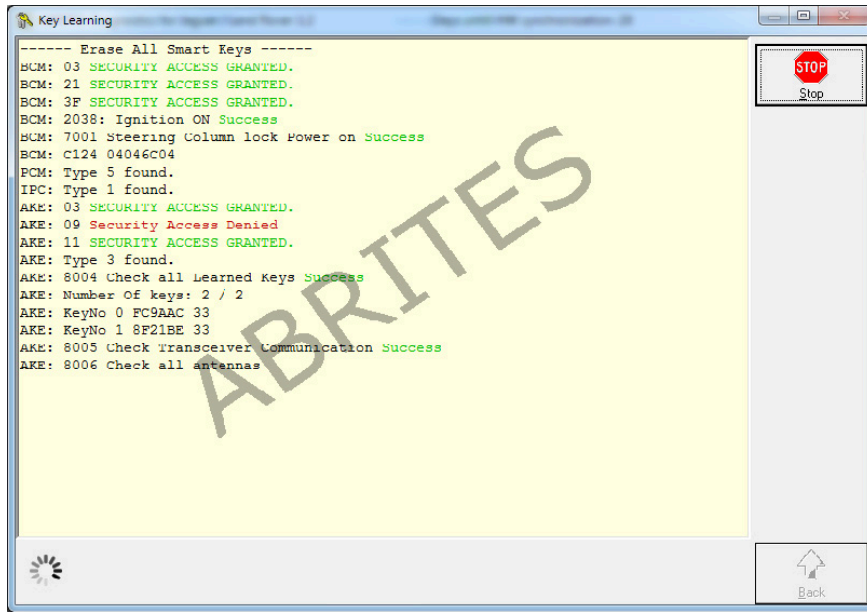 Key Learning
------ Erase All Smart Keys ------
BCM: 03 SECURITY ACCESS GRANTED.
BCM: 21 SECURITY ACCESS GRANTED.
BCM: 3F SECURITY ACCESS GRANTED.
BCM: 2038: Ignition ON Success
BCM: 7001 Steering Column lock Power on Success
BCM: C124 04046C04
PCM: Type 5 found.
IPC: Type 1 found.
AKE: 03 SECURITY ACCESS GRANTED.
AKE: 09 Security Access Denied
AKE: 11 SECURITY ACCESS GRANTED.
AKE: Type 3 found.
AKE: 8004 Check all Learned Keys Success
AKE: Number Of keys: 2 / 2
AKE: KeyNo 0 FC9AAC 33
AKE: KeyNo 1 8F21BE 33
AKE: 8005 Check Transceiver Communication Success
AKE: 8006 Check all antennas
ABRITES
STOP
Stop
Back